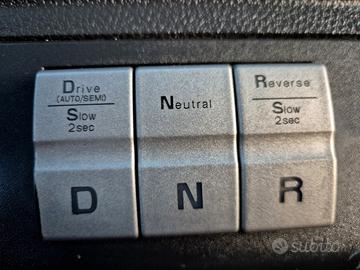 Drive
(AUTO/SEMI)
Slow
2sec
D
Neutral
N
Reverse
Slow
2sec
R
subito